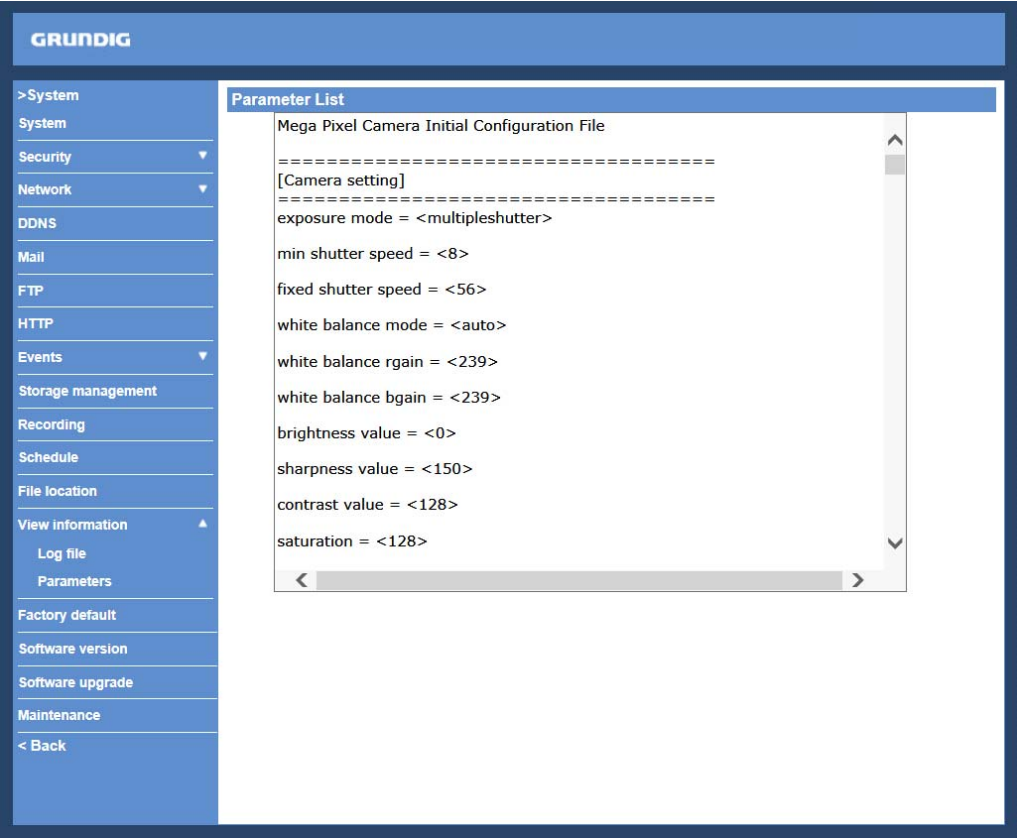 GRUNDIG
>System
System
Security
Network
DDNS
Mail
FTP
HTTP
Events
Storage management
Recording
Schedule
File location
View information
Log file
Parameters
Factory default
Software version
Software upgrade
Maintenance
< Back
Parameter List
Mega Pixel Camera Initial Configuration File
====================================
[Camera setting]
====================================
exposure mode = <multipleshutter>
min shutter speed = <8>
fixed shutter speed = <56>
white balance mode = <auto>
white balance rgain = <239>
white balance bgain = <239>
brightness value = <0>
sharpness value = <150>
contrast value = <128>
saturation = <128>